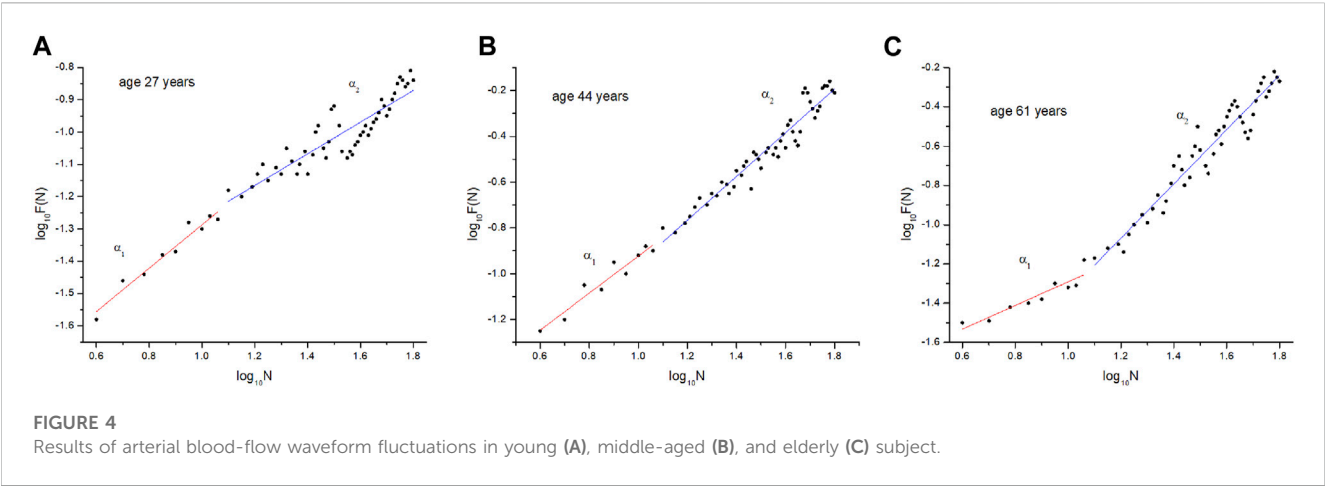 A
age 27 years
α2
α1
log10F(N)
-0.8
-0.9
-1.0
-1.1
-1.2
-1.3
-1.4
-1.5
-1.6
0.6 0.8 1.0 1.2 1.4 1.6 1.8
log10N
B
age 44 years
α2
α1
log10F(N)
-0.2
-0.4
-0.6
-0.8
-1.0
-1.2
0.6 0.8 1.0 1.2 1.4 1.6 1.8
log10N
C
age 61 years
α2
α1
log10F(N)
-0.2
-0.4
-0.6
-0.8
-1.0
-1.2
-1.4
-1.6
0.6 0.8 1.0 1.2 1.4 1.6 1.8
log10N
FIGURE 4
Results of arterial blood-flow waveform fluctuations in young (A), middle-aged (B), and elderly (C) subject.